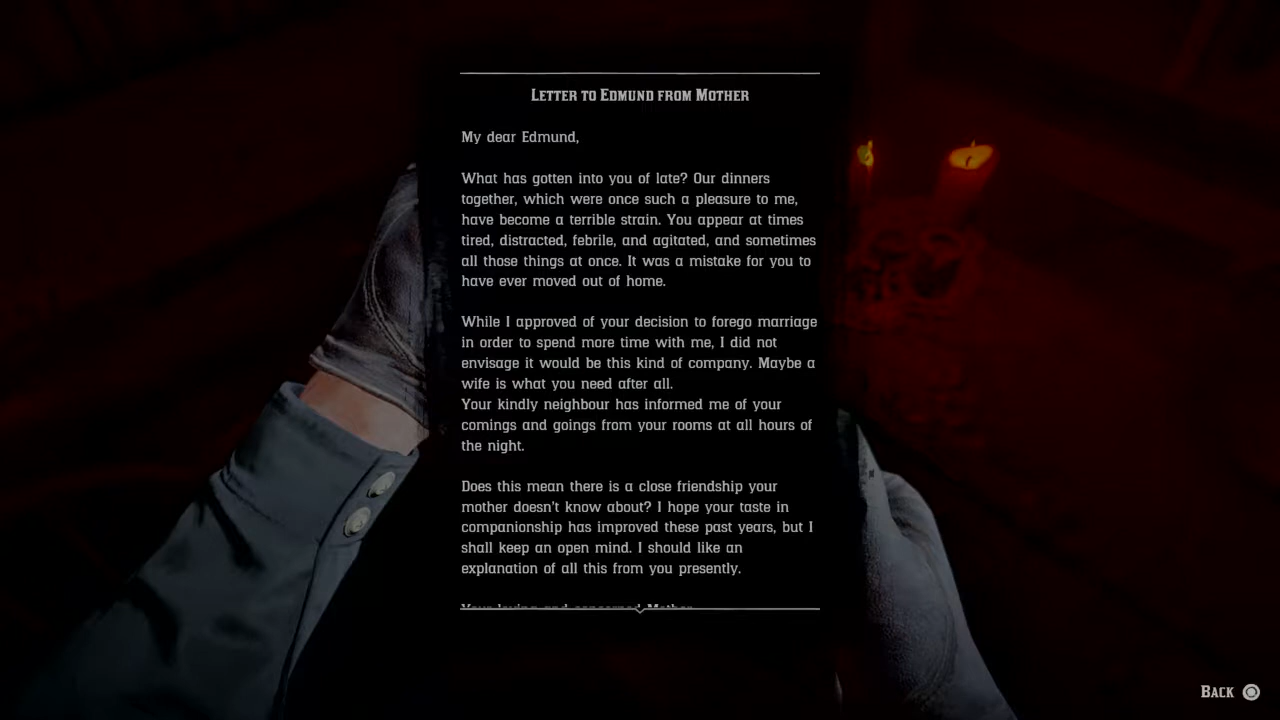 Letter to Edmund from Mother
My dear Edmund,
What has gotten into you of late? Our dinners
together, which were once such a pleasure to me,
have become a terrible strain. You appear at times
tired, distracted, febrile, and agitated, and sometimes
all those things at once. It was a mistake for you to
have ever moved out of home.
While I approved of your decision to forego marriage
in order to spend more time with me, I did not
envisage it would be this kind of company. Maybe a
wife is what you need after all.
Your kindly neighbour has informed me of your
comings and goings from your rooms at all hours of
the night.
Does this mean there is a close friendship your
mother doesn't know about? I hope your taste in
companionship has improved these past years, but I
shall keep an open mind. I should like an
explanation of all this from you presently.
Your loving and concerned Mother
Back